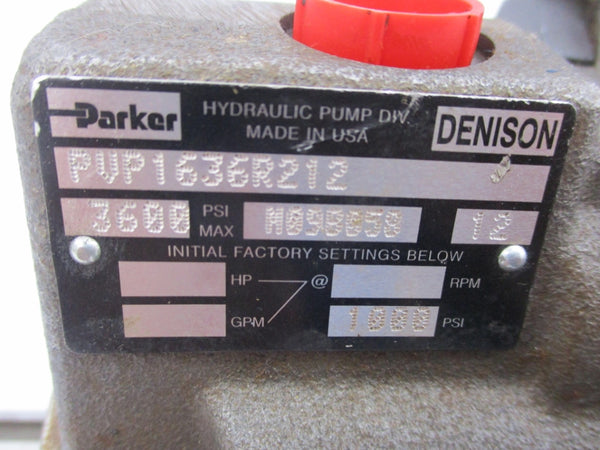 Parker
HYDRAULIC PUMP DIV.
MADE IN USA
DENISON
PVP1636R212
3600 PSI MAX
INITIAL FACTORY SETTINGS BELOW
HP @ RPM
GPM 1000 PSI